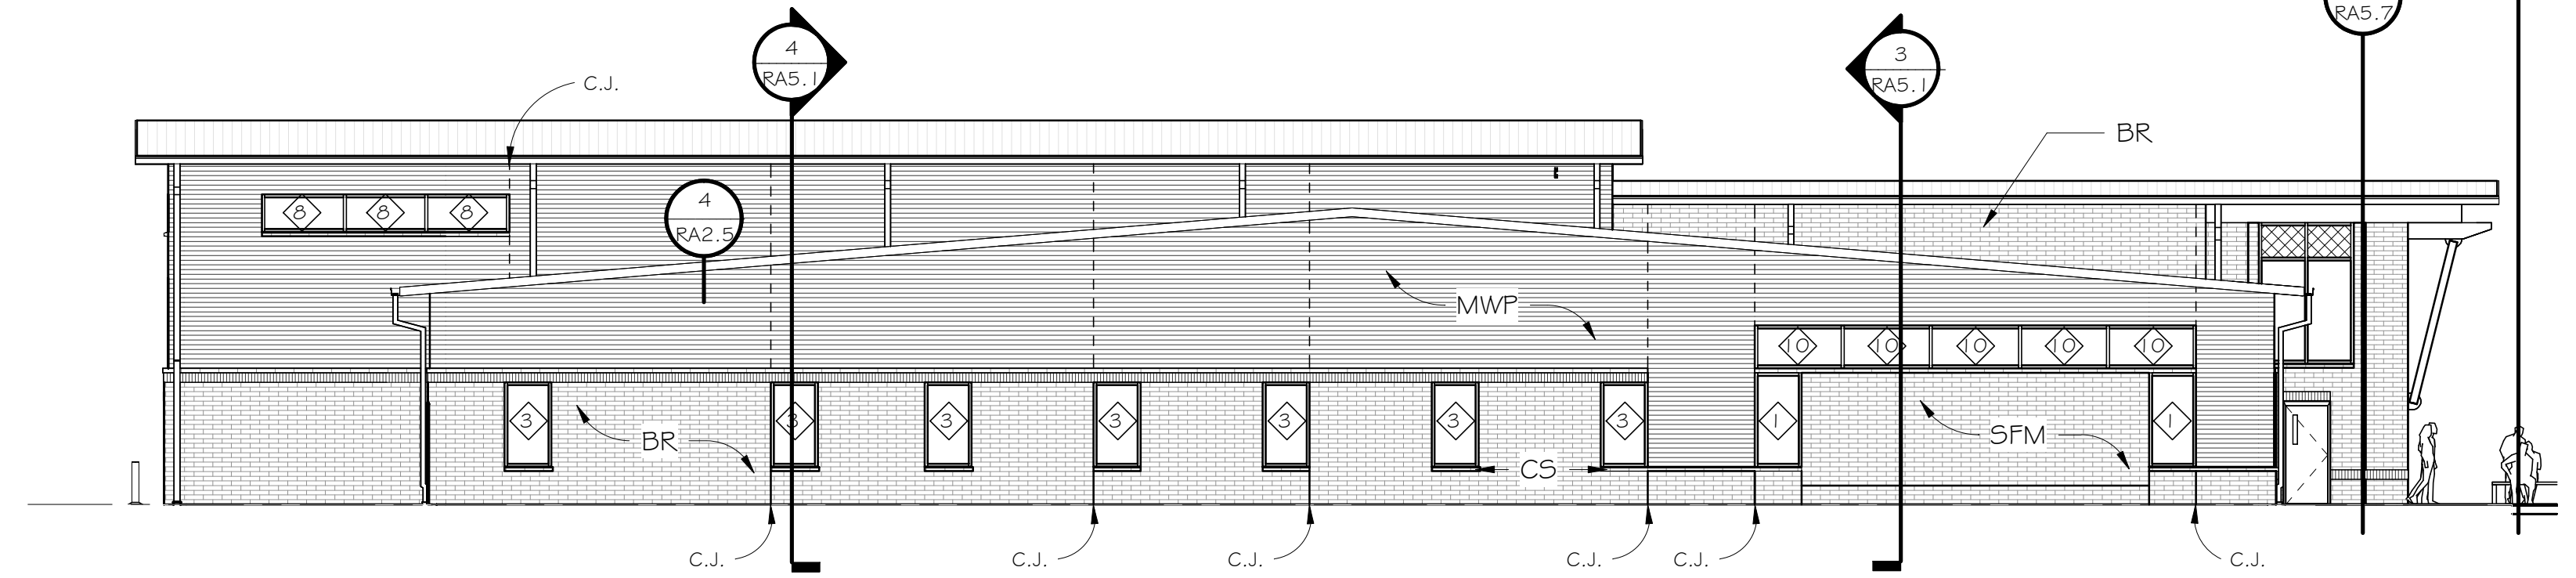 RA5.7
4
RA5.1
3
RA5.1
C.J.
BR
4
RA2.5
8 8 8
MWP
10 10 10 10 10
3 3 3 3 3 3 3 1 1
BR
SFM
CS
C.J. C.J. C.J. C.J. C.J. C.J.